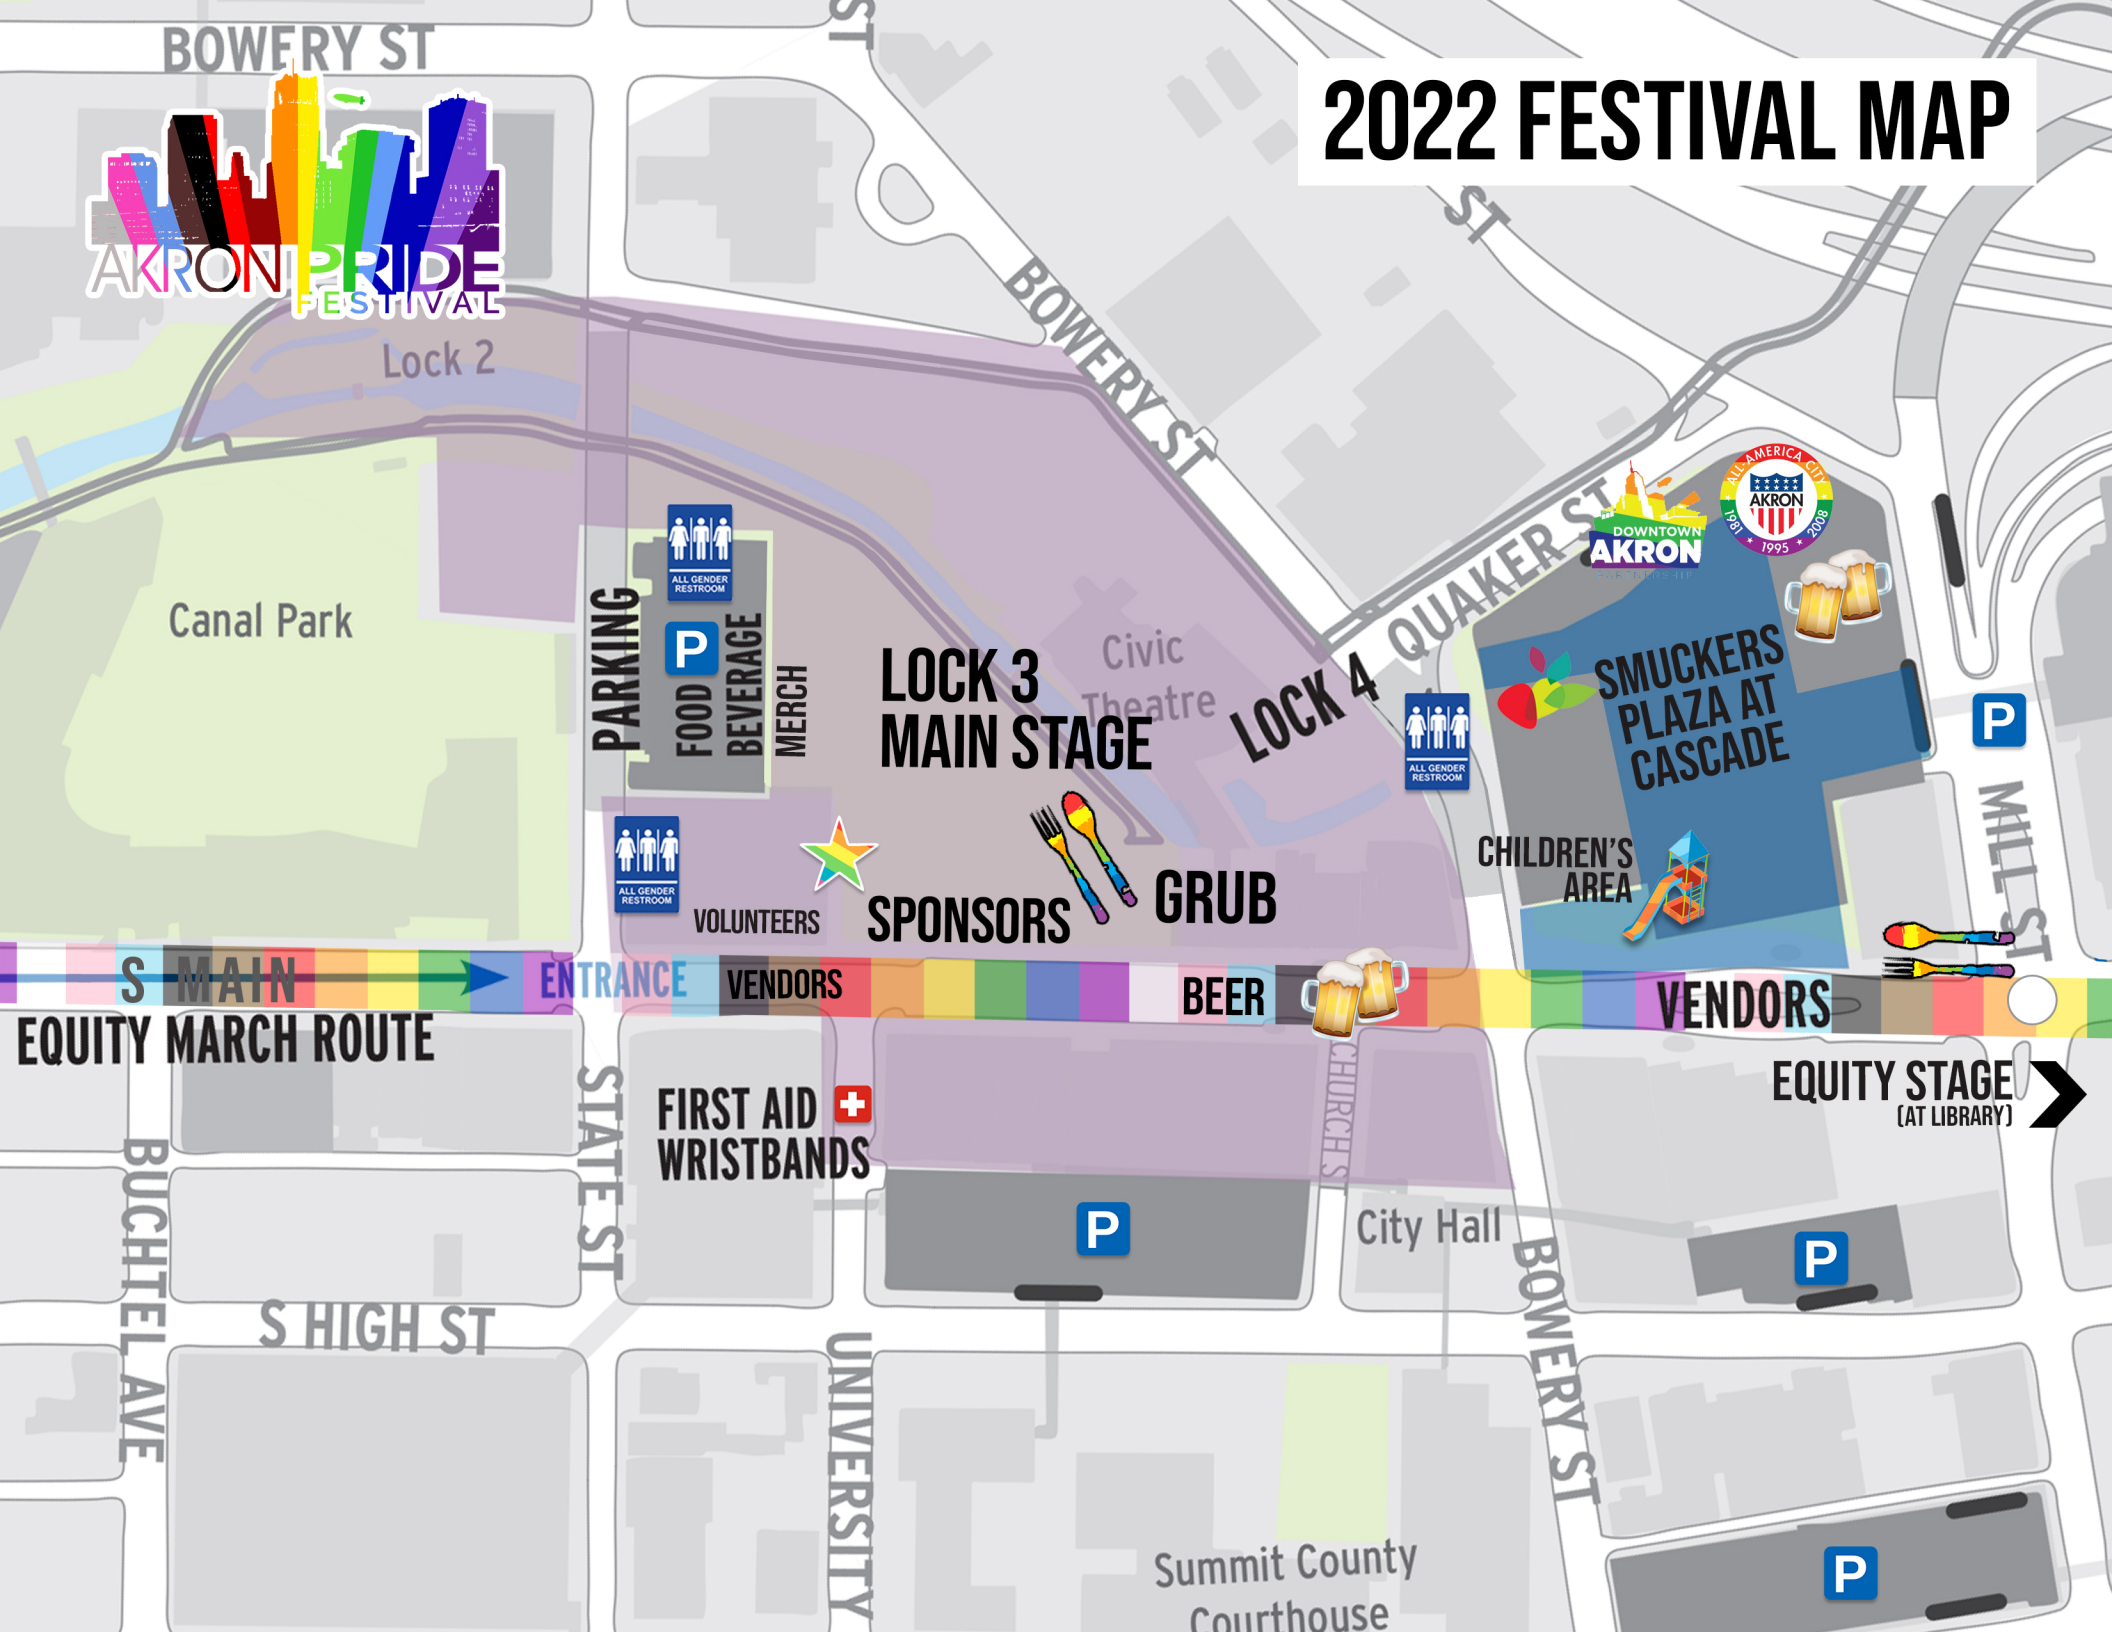 BOWERY ST
ST
2022 FESTIVAL MAP
AKRON PRIDE
FESTIVAL
ST
BOWERY ST
Lock 2
QUAKER ST
DOWNTOWN
AKRON
ALL-AMERICA CITY
AKRON
1981 ★ 1995 ★ 2008
ALL GENDER
RESTROOM
Canal Park
PARKING
P
FOOD
BEVERAGE
MERCH
LOCK 3
MAIN STAGE
Civic
Theatre
LOCK 4
ALL GENDER
RESTROOM
SMUCKERS
PLAZA AT
CASCADE
P
MILL ST
CHILDREN'S
AREA
ALL GENDER
RESTROOM
VOLUNTEERS
SPONSORS
GRUB
S MAIN
ENTRANCE
VENDORS
BEER
VENDORS
EQUITY MARCH ROUTE
EQUITY STAGE
(AT LIBRARY)
FIRST AID
WRISTBANDS
CHURCH ST
STATE ST
BUCHTEL AVE
P
City Hall
P
BOWERY ST
S HIGH ST
UNIVERSITY
Summit County
Courthouse
P